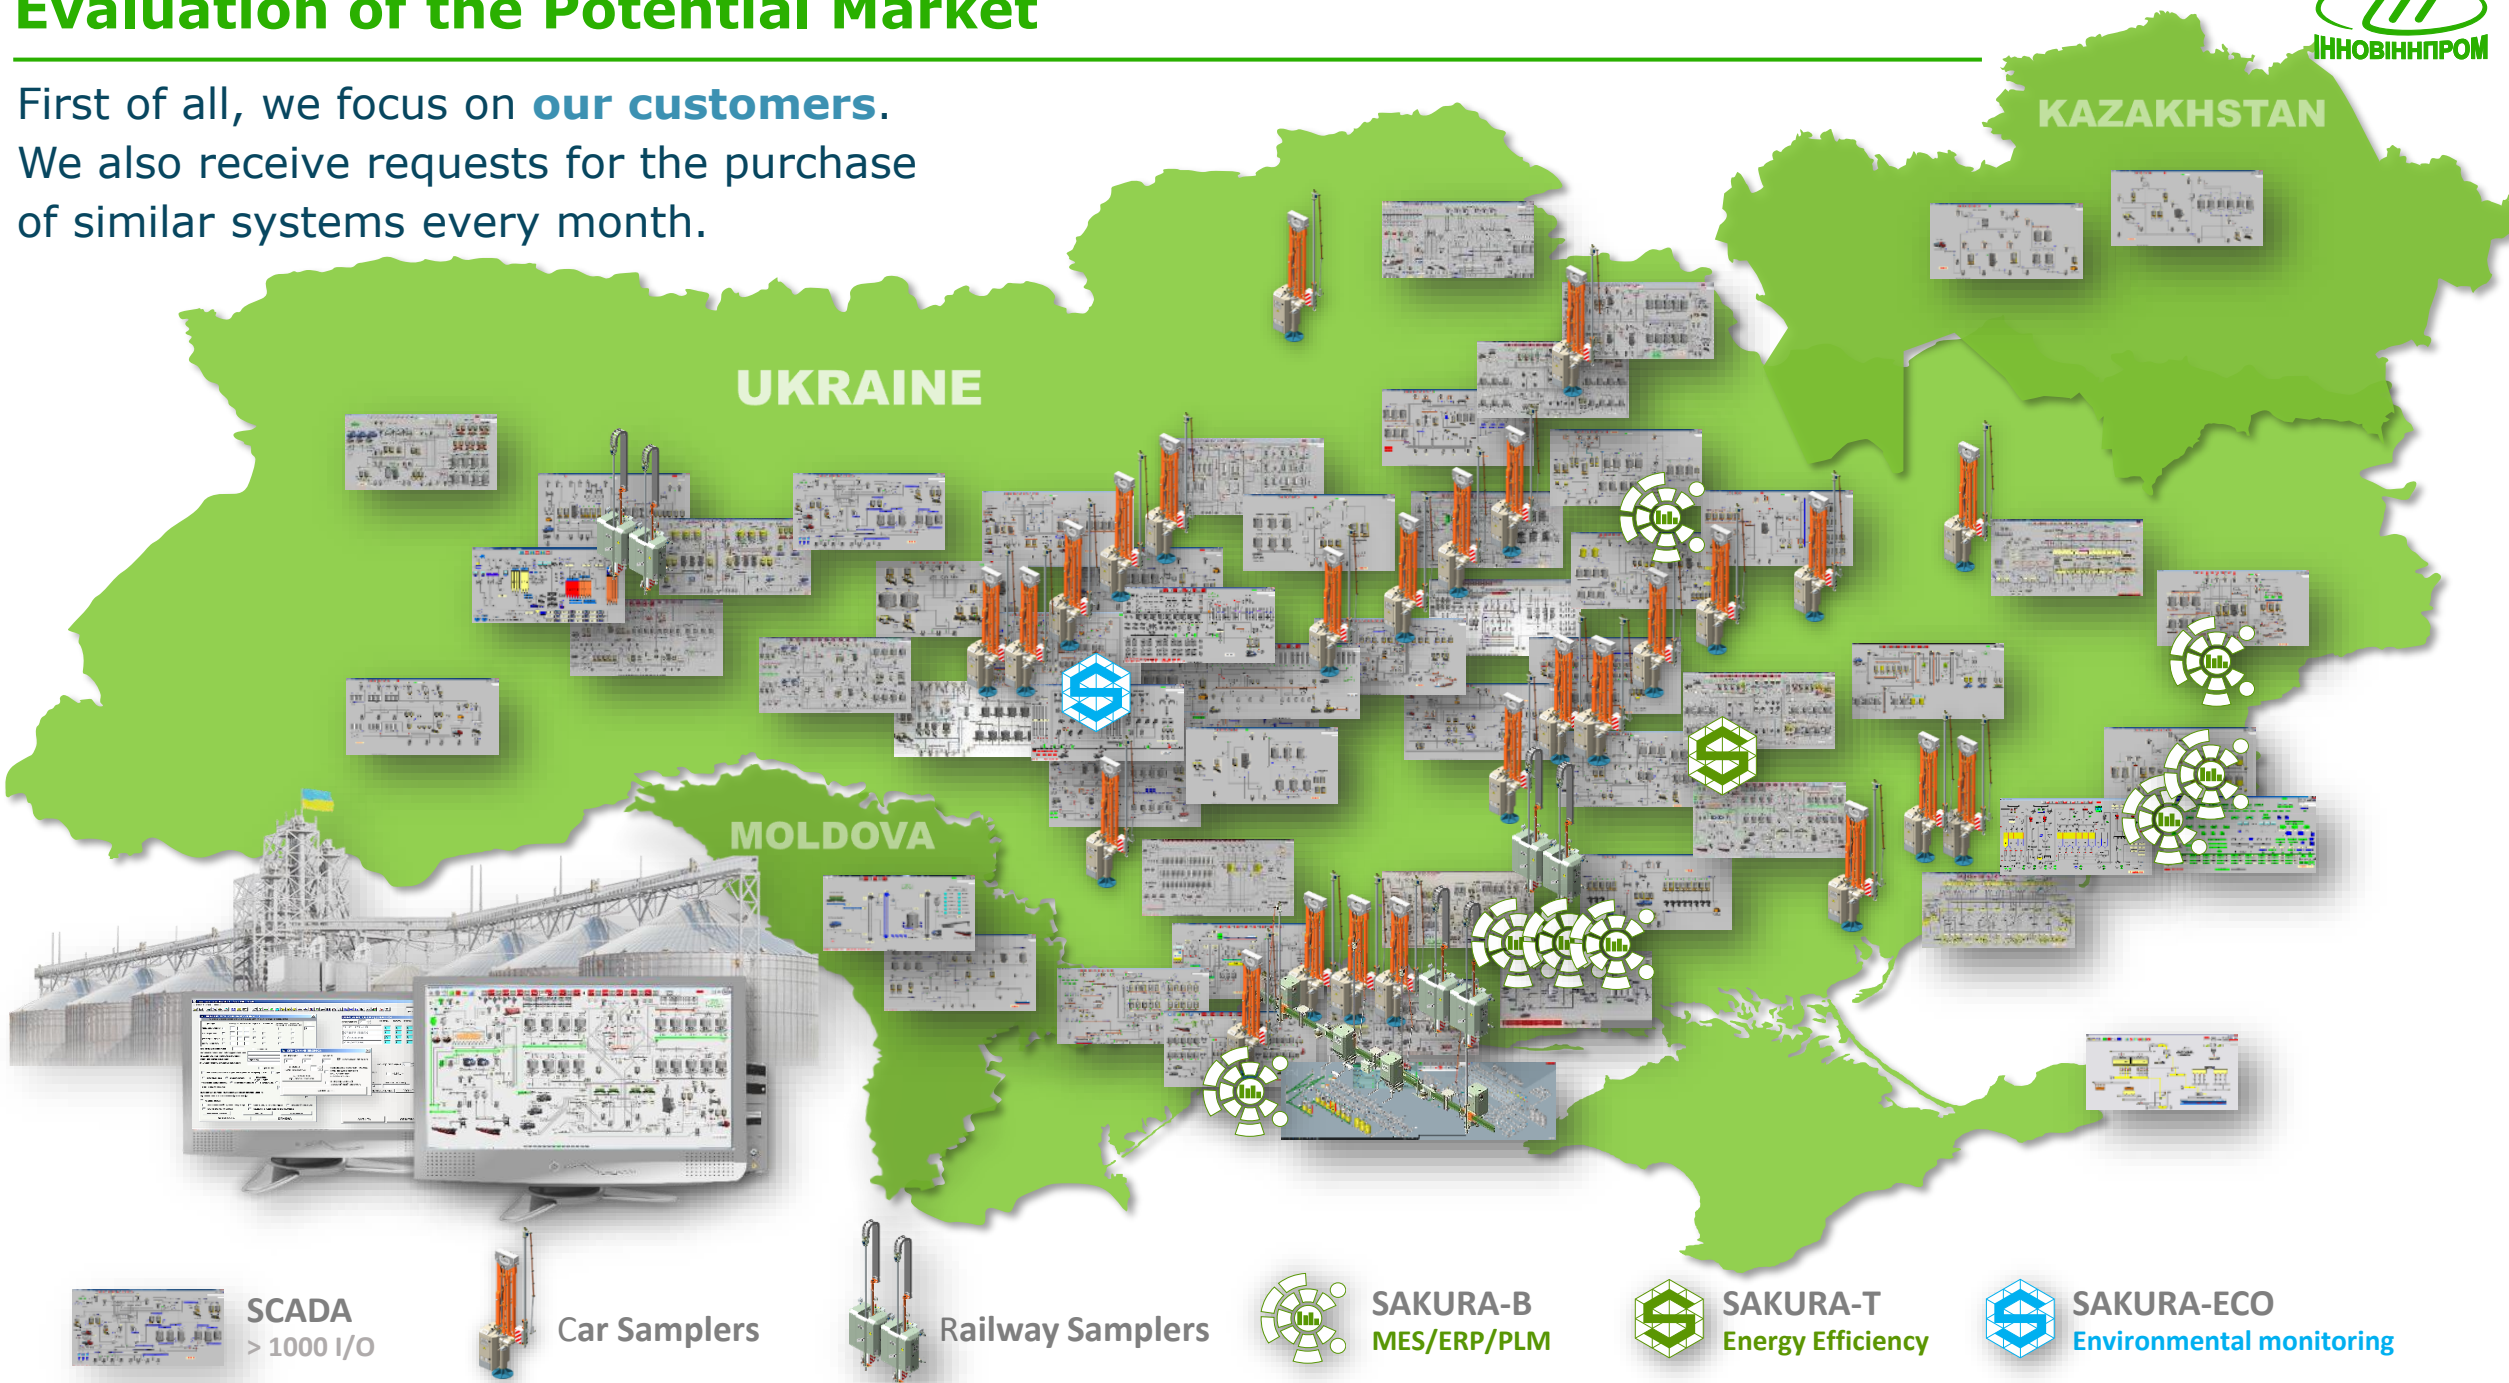 Evaluation of the Potential Market
ІННОВІННПРОМ
First of all, we focus on our customers.
We also receive requests for the purchase
of similar systems every month.
KAZAKHSTAN
UKRAINE
MOLDOVA
SCADA
> 1000 I/O
Car Samplers
Railway Samplers
SAKURA-B
MES/ERP/PLM
SAKURA-T
Energy Efficiency
SAKURA-ECO
Environmental monitoring